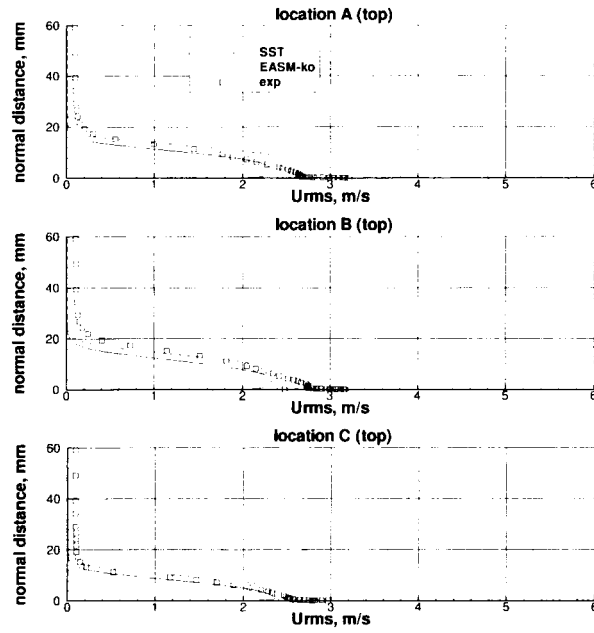 location A (top)
normal distance, mm
60
40
20
0
SST
EASM-ko
exp
0 1 2 3 4 5 6
Urms, m/s
location B (top)
normal distance, mm
60
40
20
0
0 1 2 3 4 5 6
Urms, m/s
location C (top)
normal distance, mm
60
40
20
0
0 1 2 3 4 5 6
Urms, m/s